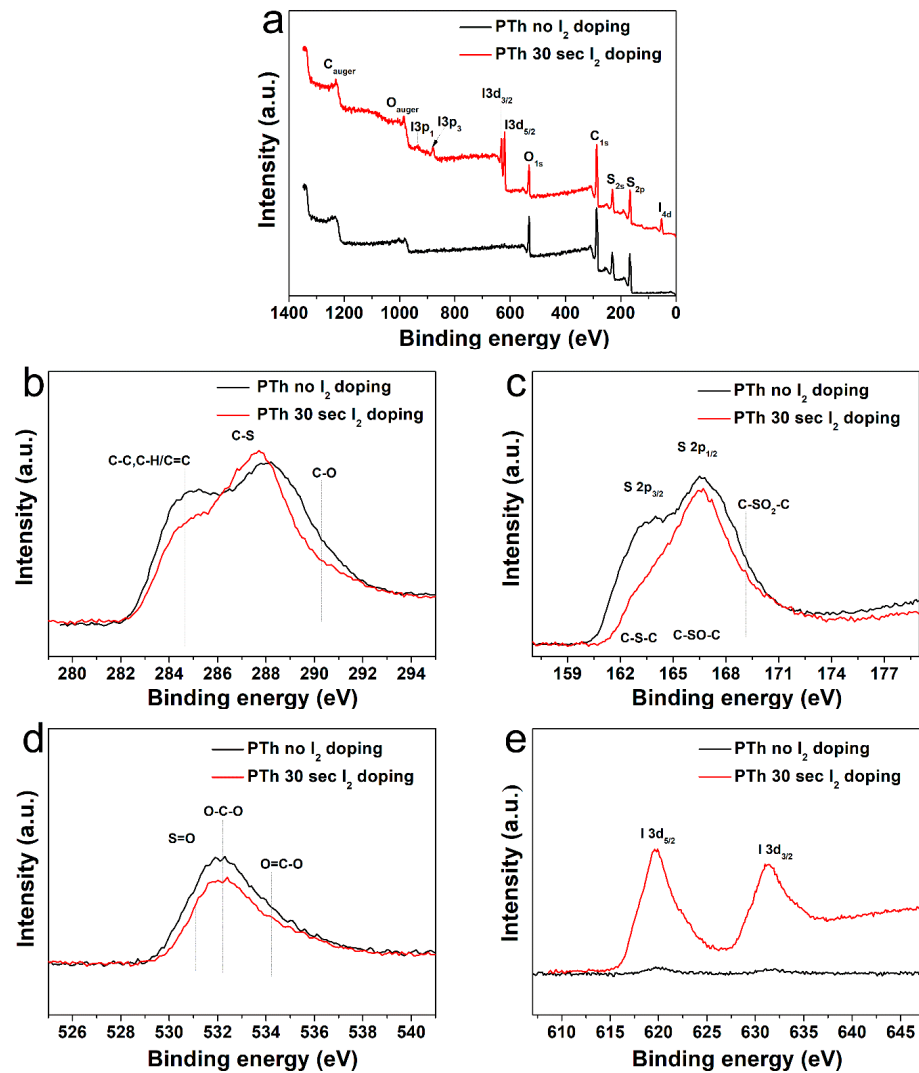 a
PTh no I2 doping
PTh 30 sec I2 doping
Cauger
Oauger
I3p1
I3p3
I3d3/2
I3d5/2
O1s
C1s
S2s
S2p
I4d
Intensity (a.u.)
1400 1200 1000 800 600 400 200 0
Binding energy (eV)
b
PTh no I2 doping
PTh 30 sec I2 doping
C-S
C-C,C-H/C=C
C-O
Intensity (a.u.)
280 282 284 286 288 290 292 294
Binding energy (eV)
c
PTh no I2 doping
PTh 30 sec I2 doping
S 2p1/2
S 2p3/2
C-SO2-C
C-S-C
C-SO-C
Intensity (a.u.)
159 163 165 169 171 177
Binding energy (eV)
d
PTh no I2 doping
PTh 30 sec I2 doping
O-C-O
S=O
O=C-O
Intensity (a.u.)
526 528 530 532 534 536 538 540
Binding energy (eV)
e
PTh no I2 doping
PTh 30 sec I2 doping
I 3d5/2
I 3d3/2
Intensity (a.u.)
610 615 620 625 630 635 640 645
Binding energy (eV)